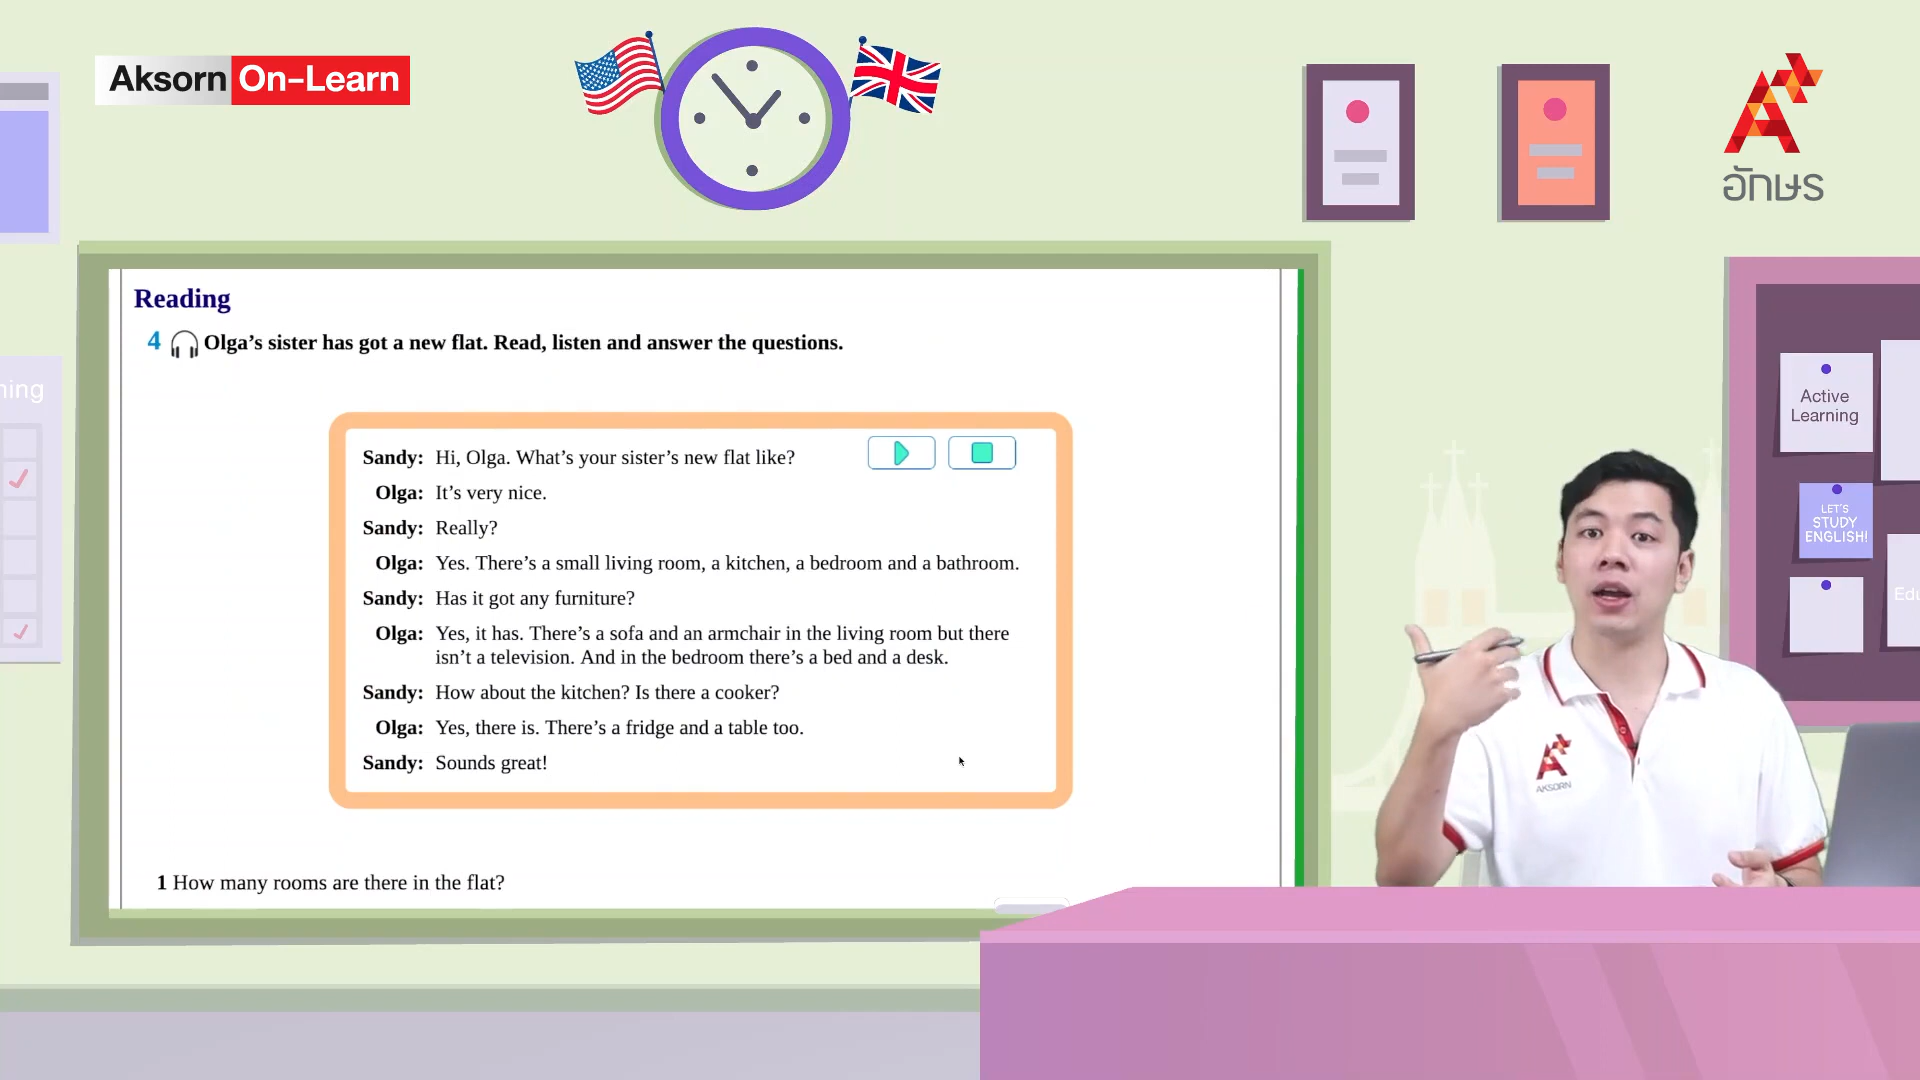 Aksorn On-Learn
อักษร
ning
Reading
4 Olga’s sister has got a new flat. Read, listen and answer the questions.
Sandy: Hi, Olga. What’s your sister’s new flat like?
Olga: It’s very nice.
Sandy: Really?
Olga: Yes. There’s a small living room, a kitchen, a bedroom and a bathroom.
Sandy: Has it got any furniture?
Olga: Yes, it has. There’s a sofa and an armchair in the living room but there
isn’t a television. And in the bedroom there’s a bed and a desk.
Sandy: How about the kitchen? Is there a cooker?
Olga: Yes, there is. There’s a fridge and a table too.
Sandy: Sounds great!
1 How many rooms are there in the flat?
Active
Learning
LET’S
STUDY
ENGLISH!
Edu
AKSORN